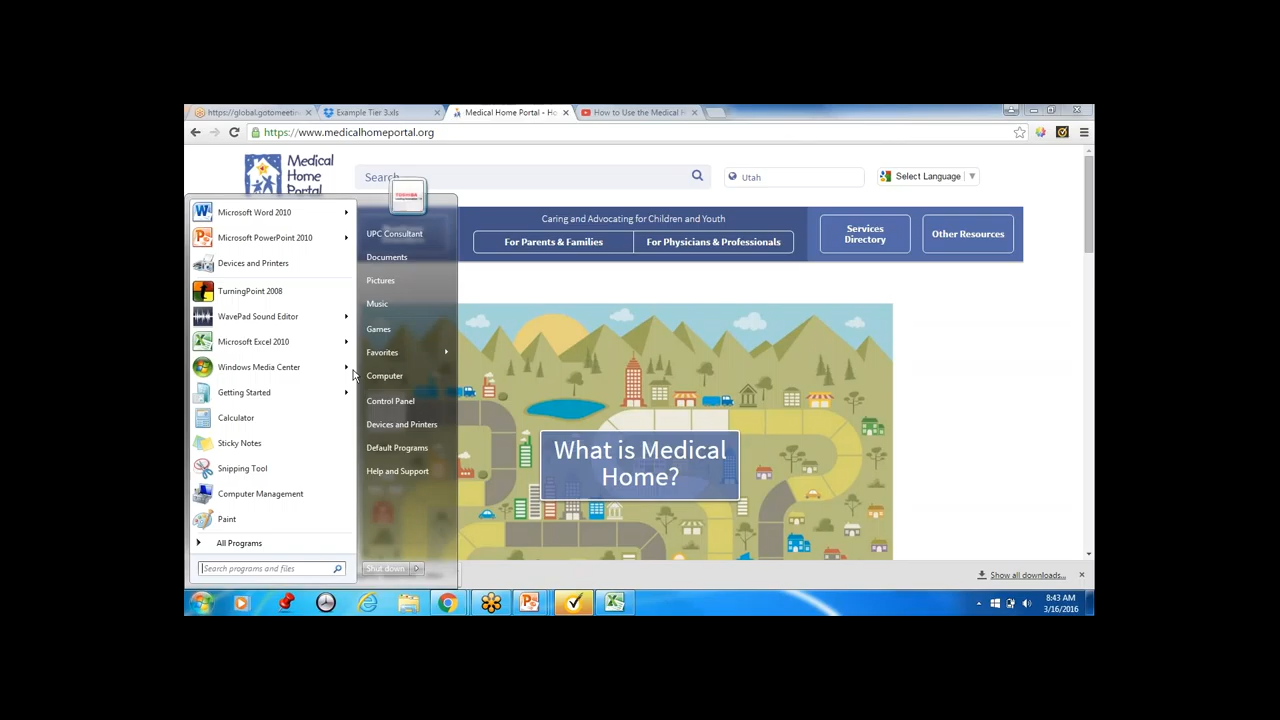 https://global.gotomeetin
Example Tier 3.xls
Medical Home Portal - Ho
How to Use the Medical H
https://www.medicalhomeportal.org
Medical
Home
Portal
Search
Utah
Select Language
Caring and Advocating for Children and Youth
For Parents & Families
For Physicians & Professionals
Services
Directory
Other Resources
Microsoft Word 2010
Microsoft PowerPoint 2010
Devices and Printers
TurningPoint 2008
WavePad Sound Editor
Microsoft Excel 2010
Windows Media Center
Getting Started
Calculator
Sticky Notes
Snipping Tool
Computer Management
Paint
All Programs
Search programs and files
TOSHIBA
UPC Consultant
Documents
Pictures
Music
Games
Favorites
Computer
Control Panel
Devices and Printers
Default Programs
Help and Support
Shut down
What is Medical
Home?
Show all downloads...
8:43 AM
3/16/2016